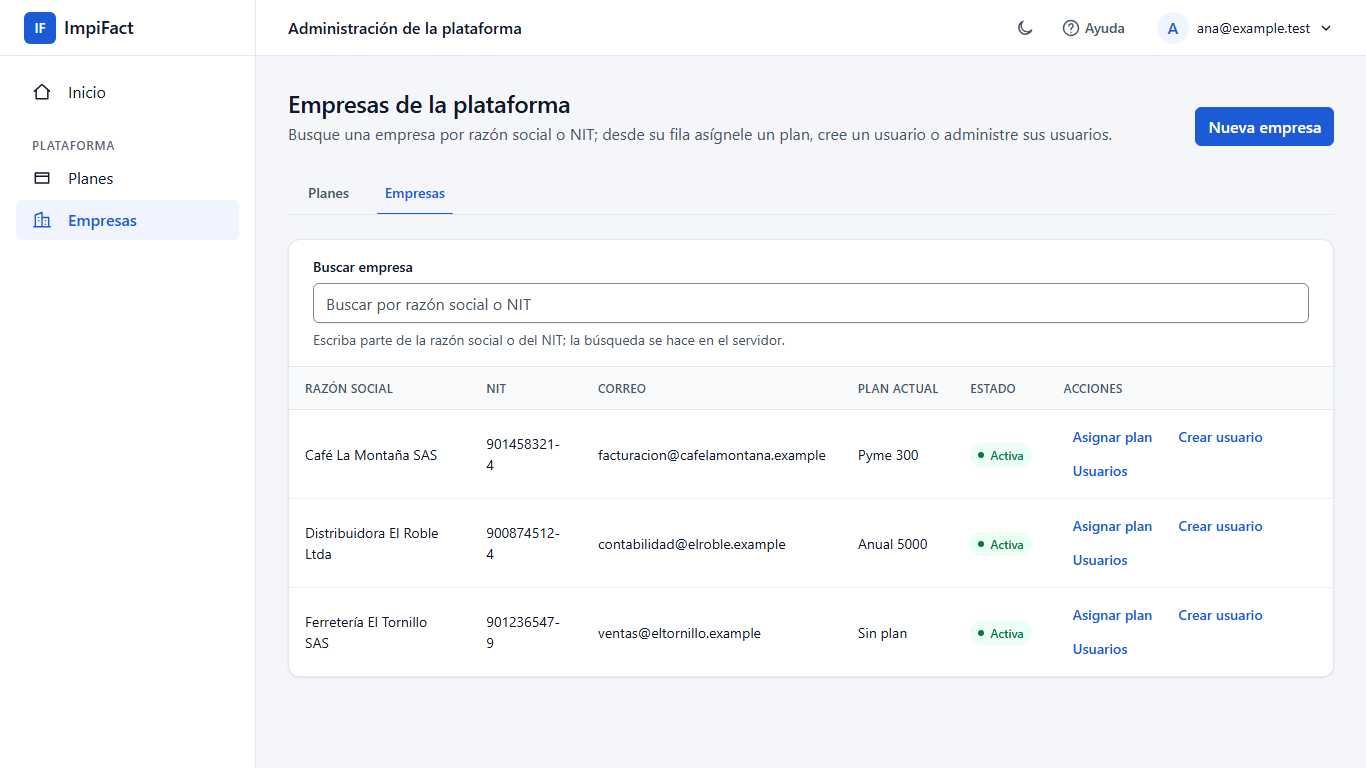 IF ImpiFact
Administración de la plataforma
Ayuda
A ana@example.test
Inicio
PLATAFORMA
Planes
Empresas
Empresas de la plataforma
Busque una empresa por razón social o NIT; desde su fila asígnele un plan, cree un usuario o administre sus usuarios.
Nueva empresa
Planes Empresas
Buscar empresa
Buscar por razón social o NIT
Escriba parte de la razón social o del NIT; la búsqueda se hace en el servidor.
RAZÓN SOCIAL NIT CORREO PLAN ACTUAL ESTADO ACCIONES
Café La Montaña SAS
901458321-
4
facturacion@cafelamontana.example
Pyme 300
Activa
Asignar plan Crear usuario
Usuarios
Distribuidora El Roble
Ltda
900874512-
4
contabilidad@elroble.example
Anual 5000
Activa
Asignar plan Crear usuario
Usuarios
Ferretería El Tornillo
SAS
901236547-
9
ventas@eltornillo.example
Sin plan
Activa
Asignar plan Crear usuario
Usuarios